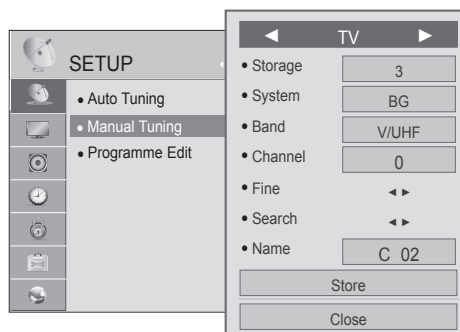 SETUP
• Auto Tuning
• Manual Tuning
• Programme Edit
◄ TV ►
• Storage 3
• System BG
• Band V/UHF
• Channel 0
• Fine ◄ ►
• Search ◄ ►
• Name C 02
Store
Close